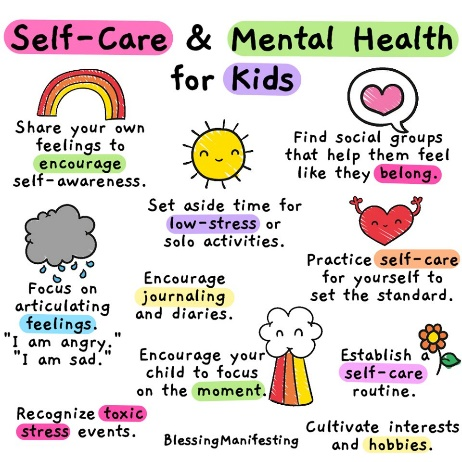 Self-Care & Mental Health
for Kids
Share your own
feelings to
encourage
self-awareness.
Set aside time for
low-stress or
solo activities.
Find social groups
that help them feel
like they belong.
Focus on
articulating
feelings.
"I am angry."
"I am sad."
Encourage
journaling
and diaries.
Practice self-care
for yourself to
set the standard.
Encourage your
child to focus
on the moment.
Establish a
self-care
routine.
Recognize toxic
stress events.
BlessingManifesting
Cultivate interests
and hobbies.